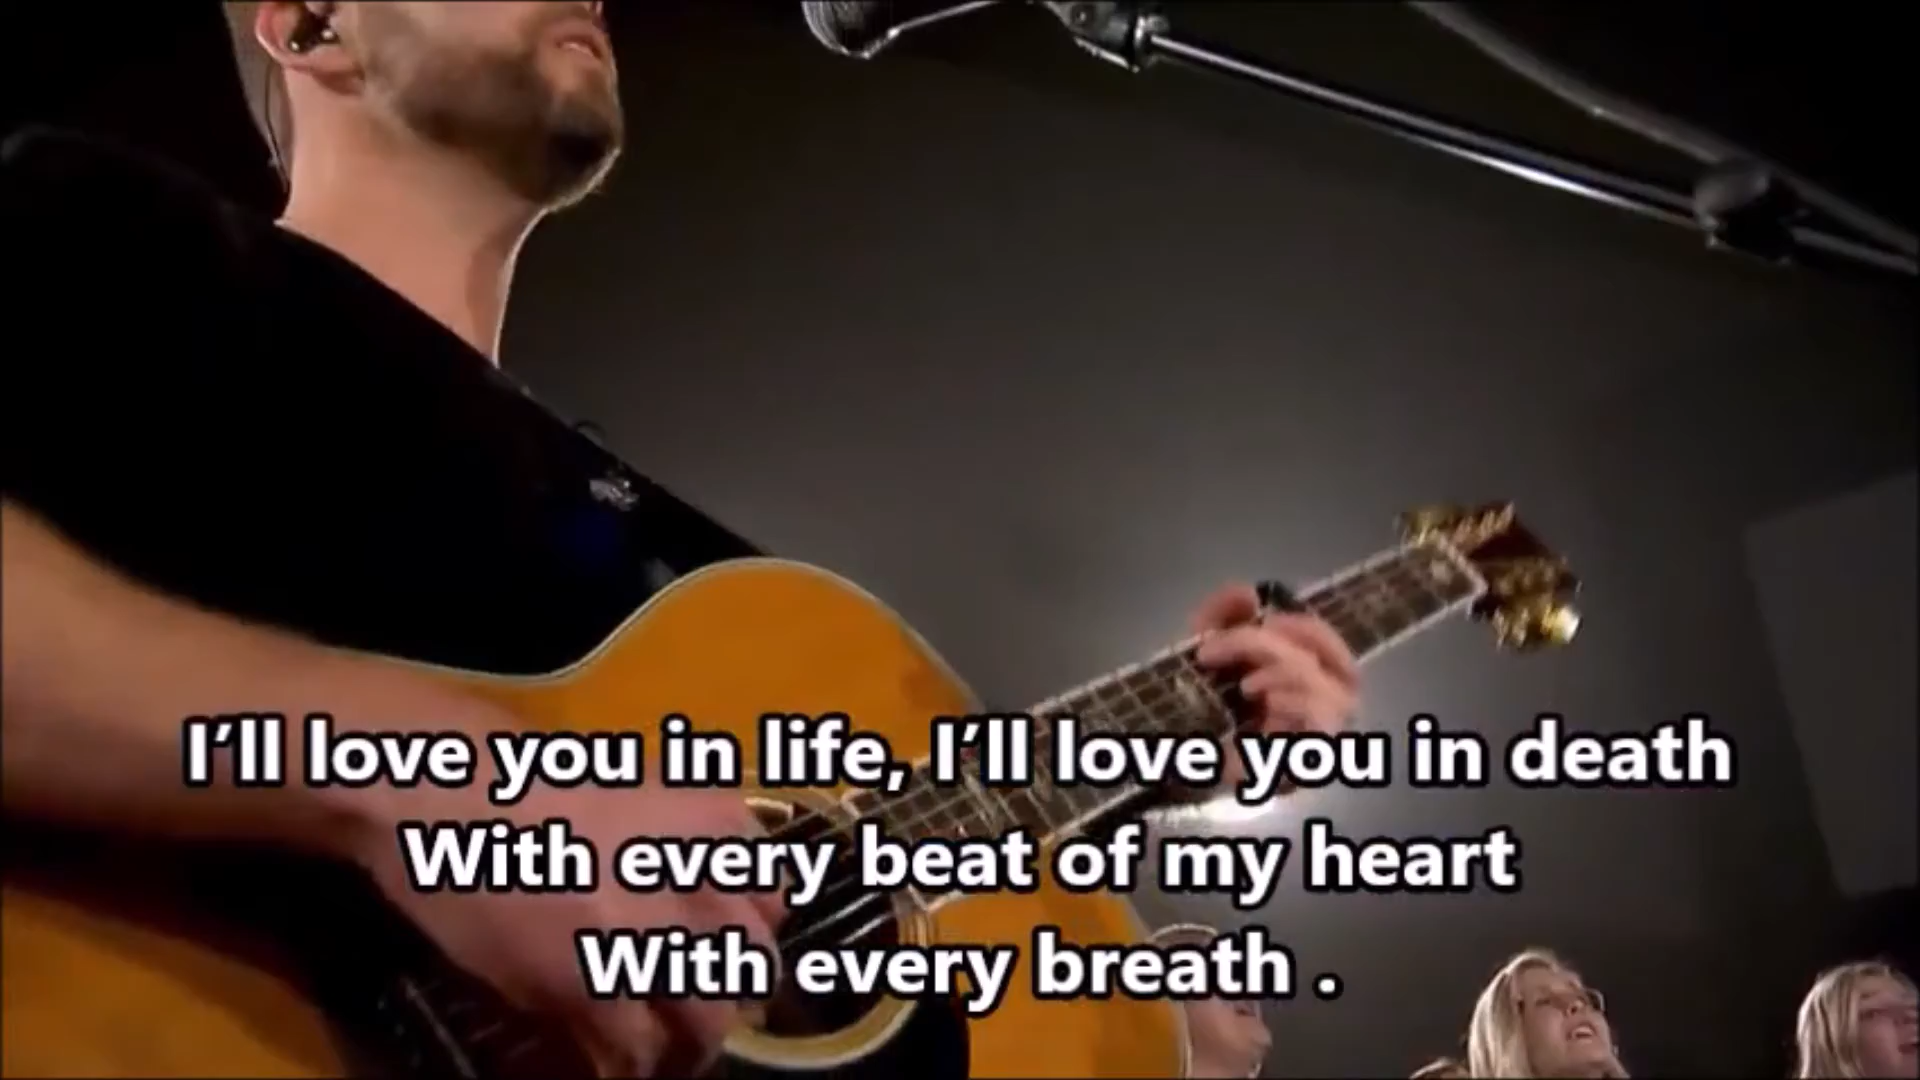 I’ll love you in life, I’ll love you in death
With every beat of my heart
With every breath .